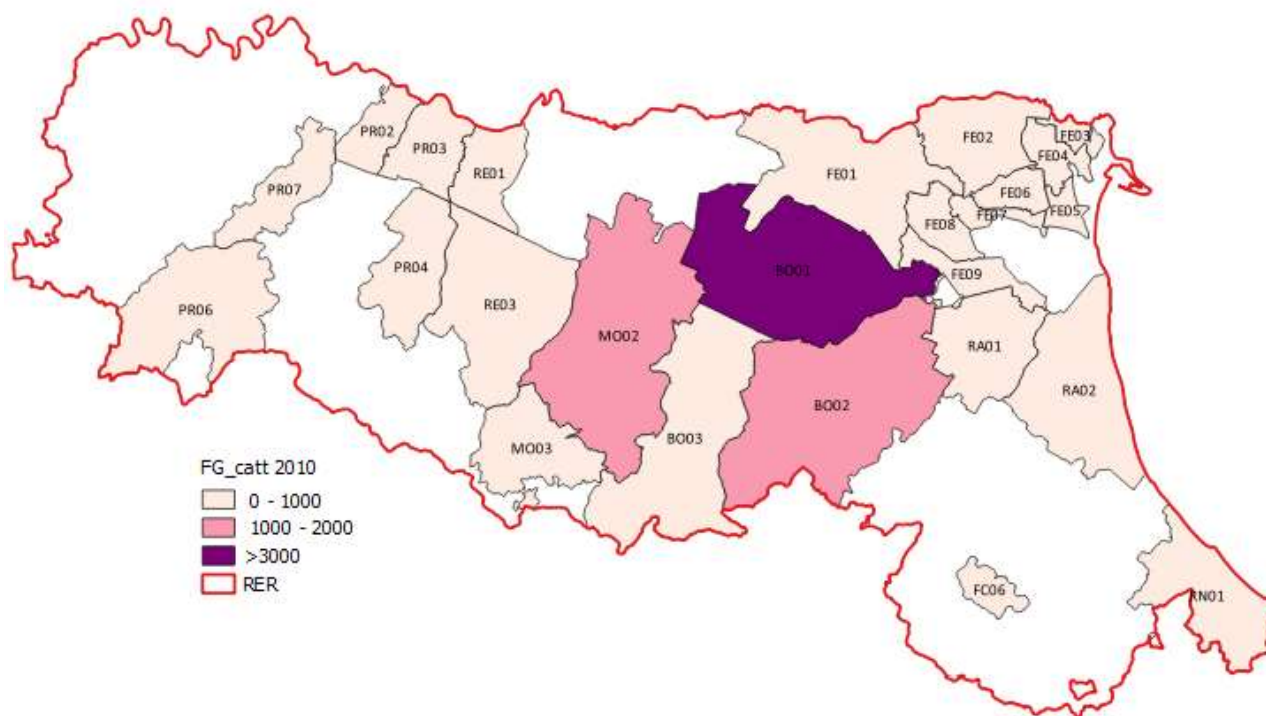 PR02
PR03
RE01
PR07
FE01
FE02
FE03
FE04
FE06
FE05
FE07
FE08
FE09
BO01
PR04
RE03
PR06
MO02
RA01
RA02
BO02
BO03
MO03
FC06
RN01
FG_catt 2010
0 - 1000
1000 - 2000
>3000
RER